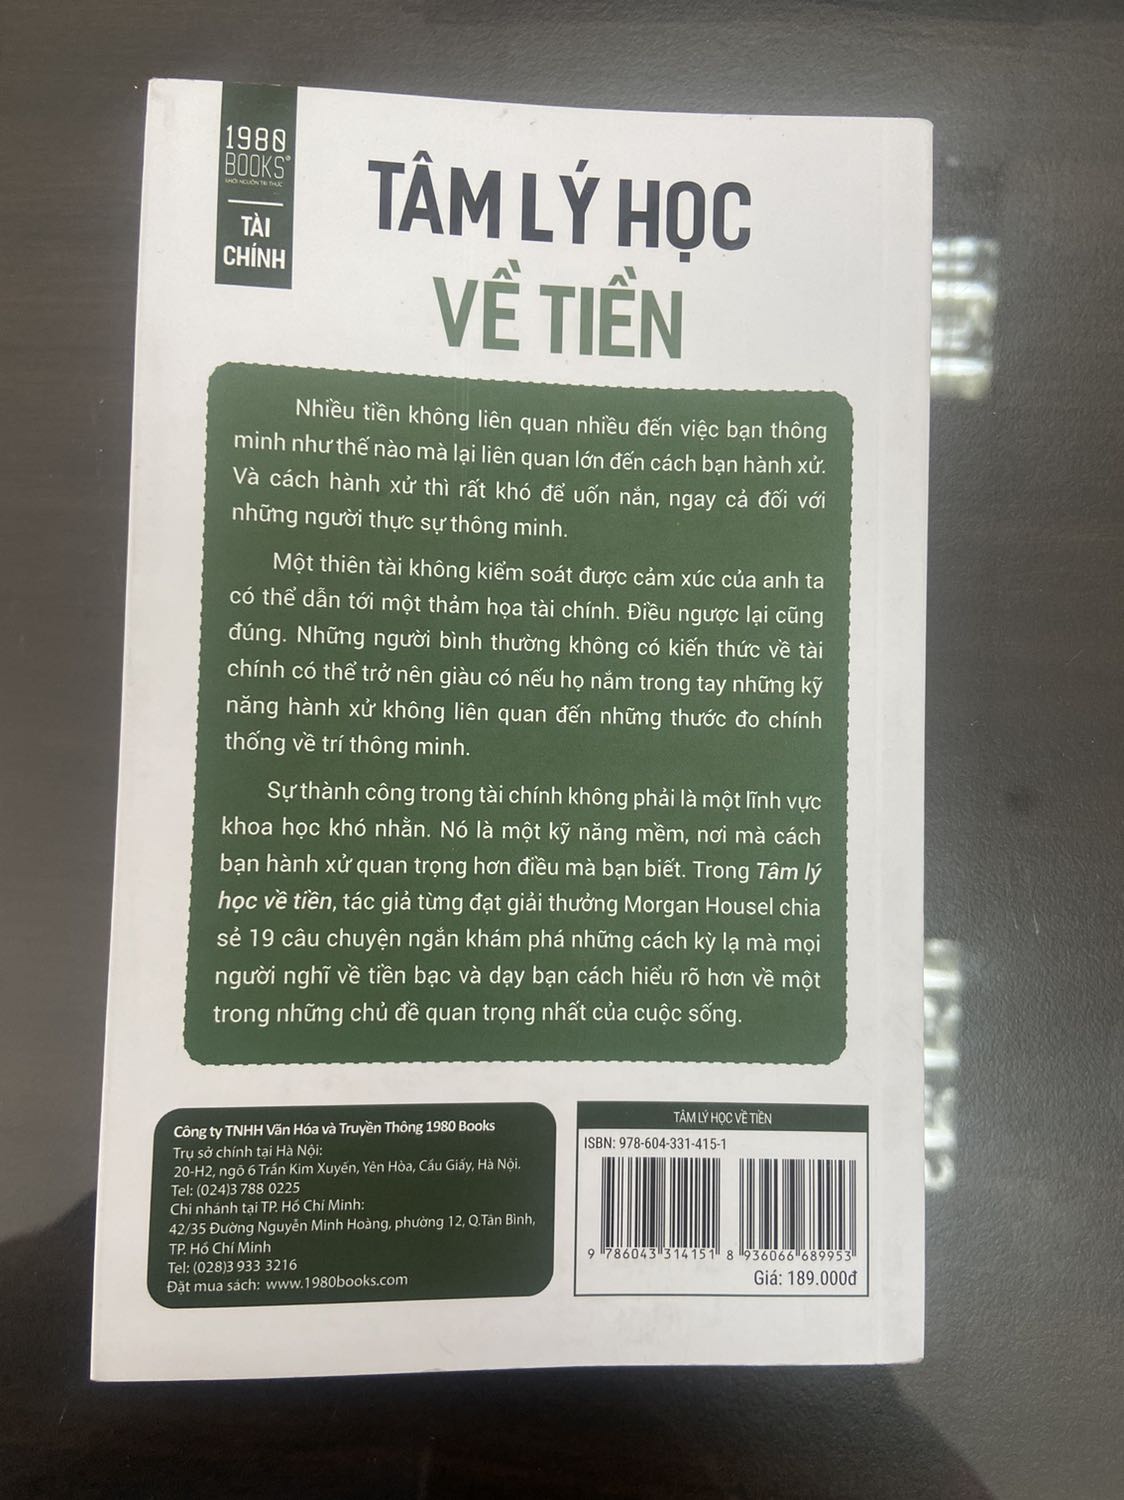 1980
BOOKS®
KHƠI NGUỒN TRI THỨC
TÀI
CHÍNH
TÂM LÝ HỌC
VỀ TIỀN
Nhiều tiền không liên quan nhiều đến việc bạn thông
minh như thế nào mà lại liên quan lớn đến cách bạn hành xử.
Và cách hành xử thì rất khó để uốn nắn, ngay cả đối với
những người thực sự thông minh.
Một thiên tài không kiểm soát được cảm xúc của anh ta
có thể dẫn tới một thảm họa tài chính. Điều ngược lại cũng
đúng. Những người bình thường không có kiến thức về tài
chính có thể trở nên giàu có nếu họ nắm trong tay những kỹ
năng hành xử không liên quan đến những thước đo chính
thống về trí thông minh.
Sự thành công trong tài chính không phải là một lĩnh vực
khoa học khó nhằn. Nó là một kỹ năng mềm, nơi mà cách
bạn hành xử quan trọng hơn điều mà bạn biết. Trong Tâm lý
học về tiền, tác giả từng đạt giải thưởng Morgan Housel chia
sẻ 19 câu chuyện ngắn khám phá những cách kỳ lạ mà mọi
người nghĩ về tiền bạc và dạy bạn cách hiểu rõ hơn về một
trong những chủ đề quan trọng nhất của cuộc sống.
Công ty TNHH Văn Hóa và Truyền Thông 1980 Books
Trụ sở chính tại Hà Nội:
20-H2, ngõ 6 Trần Kim Xuyến, Yên Hòa, Cầu Giấy, Hà Nội.
Tel: (024)3 788 0225
Chi nhánh tại TP. Hồ Chí Minh:
42/35 Đường Nguyễn Minh Hoàng, phường 12, Q.Tân Bình,
TP. Hồ Chí Minh
Tel: (028)3 933 3216
Đặt mua sách: www.1980books.com
TÂM LÝ HỌC VỀ TIỀN
ISBN: 978-604-331-415-1
9 786043 314151 8 936066 689953
Giá: 189.000đ